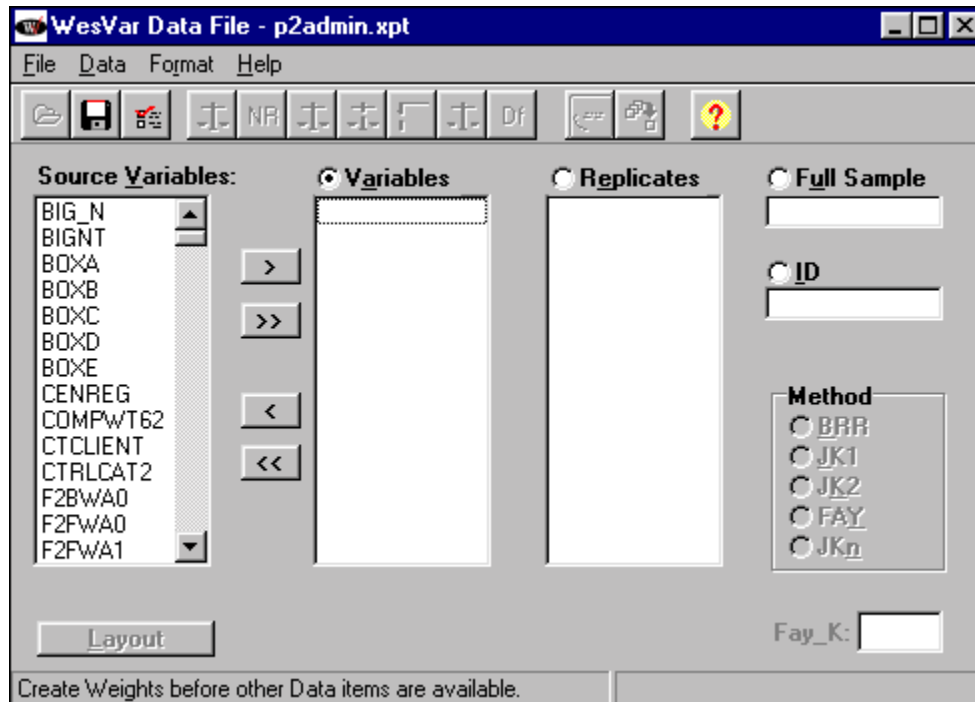 WesVar Data File - p2admin.xpt
File Data Format Help
NR Df ?
Source Variables:
BIG_N
BIGNT
BOXA
BOXB
BOXC
BOXD
BOXE
CENREG
COMPWT62
CTCLIENT
CTRLCAT2
F2BWA0
F2FWA0
F2FWA1
>
>>
<
<<
Variables
Replicates
Full Sample
ID
Method
BRR
JK1
JK2
FAY
JKn
Layout
Fay_K:
Create Weights before other Data items are available.